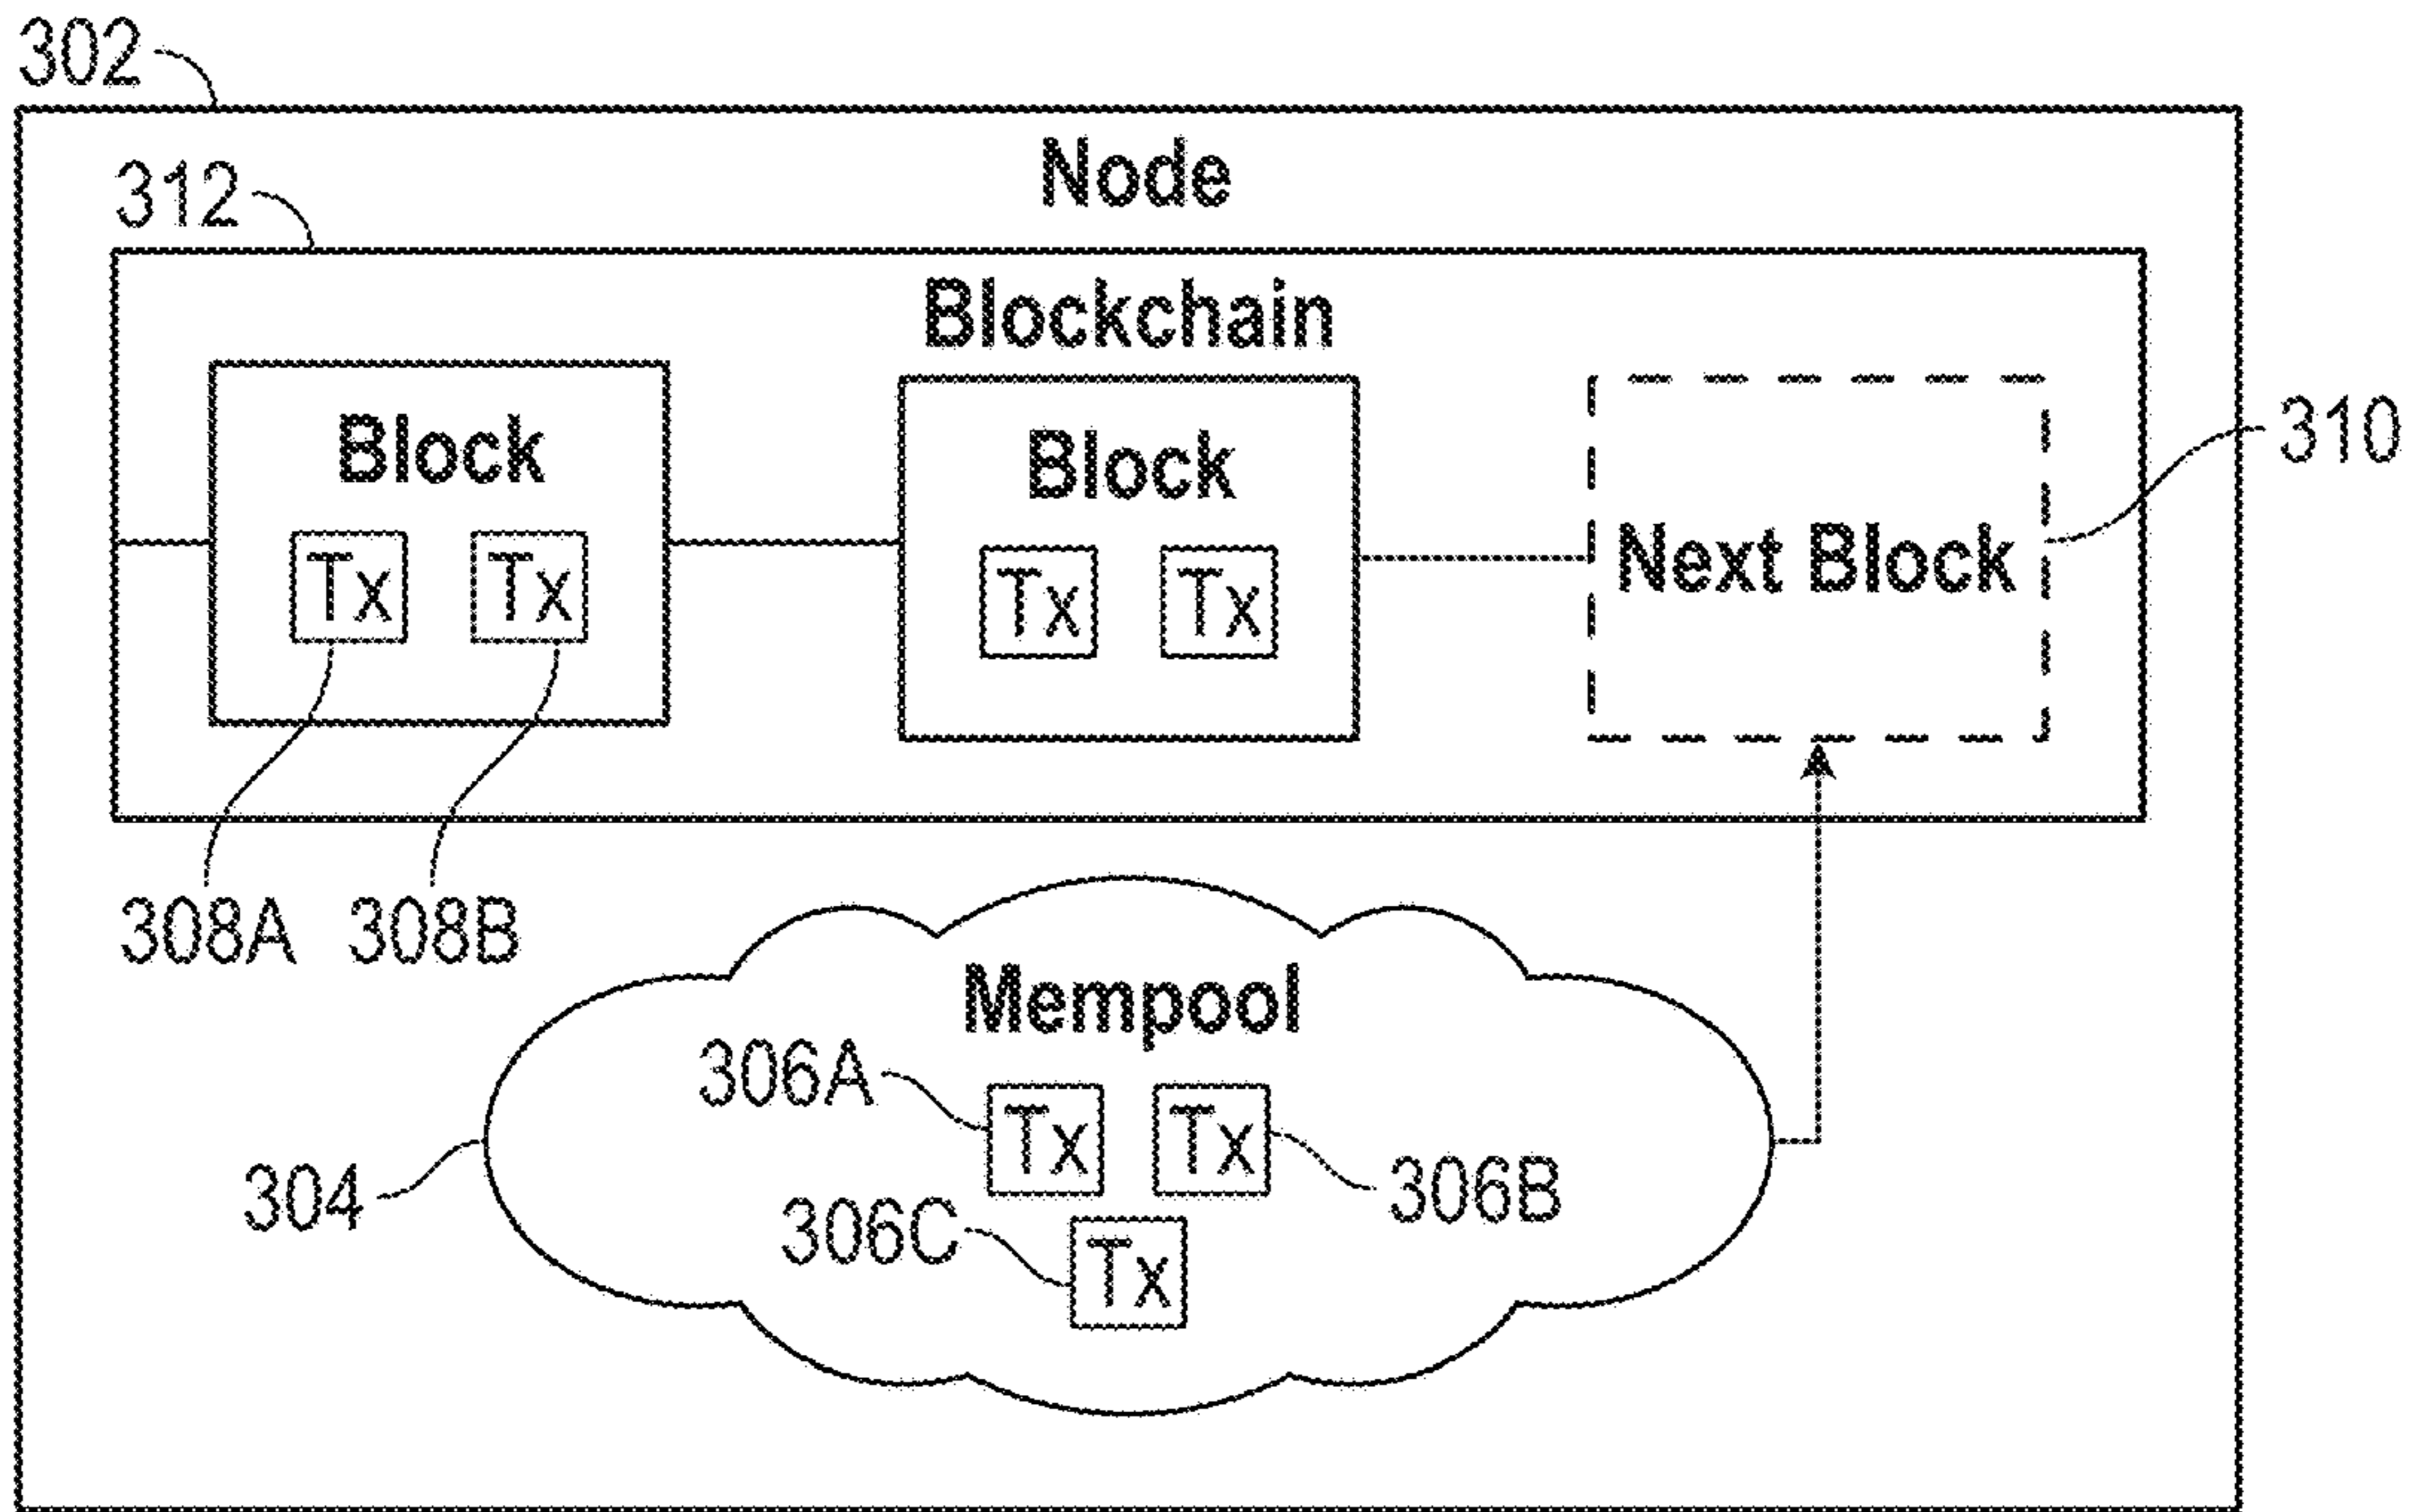 302
Node
312
Blockchain
Block
Tx Tx
Block
Tx Tx
Next Block
310
308A 308B
Mempool
306A
Tx Tx
306B
304
306C
Tx